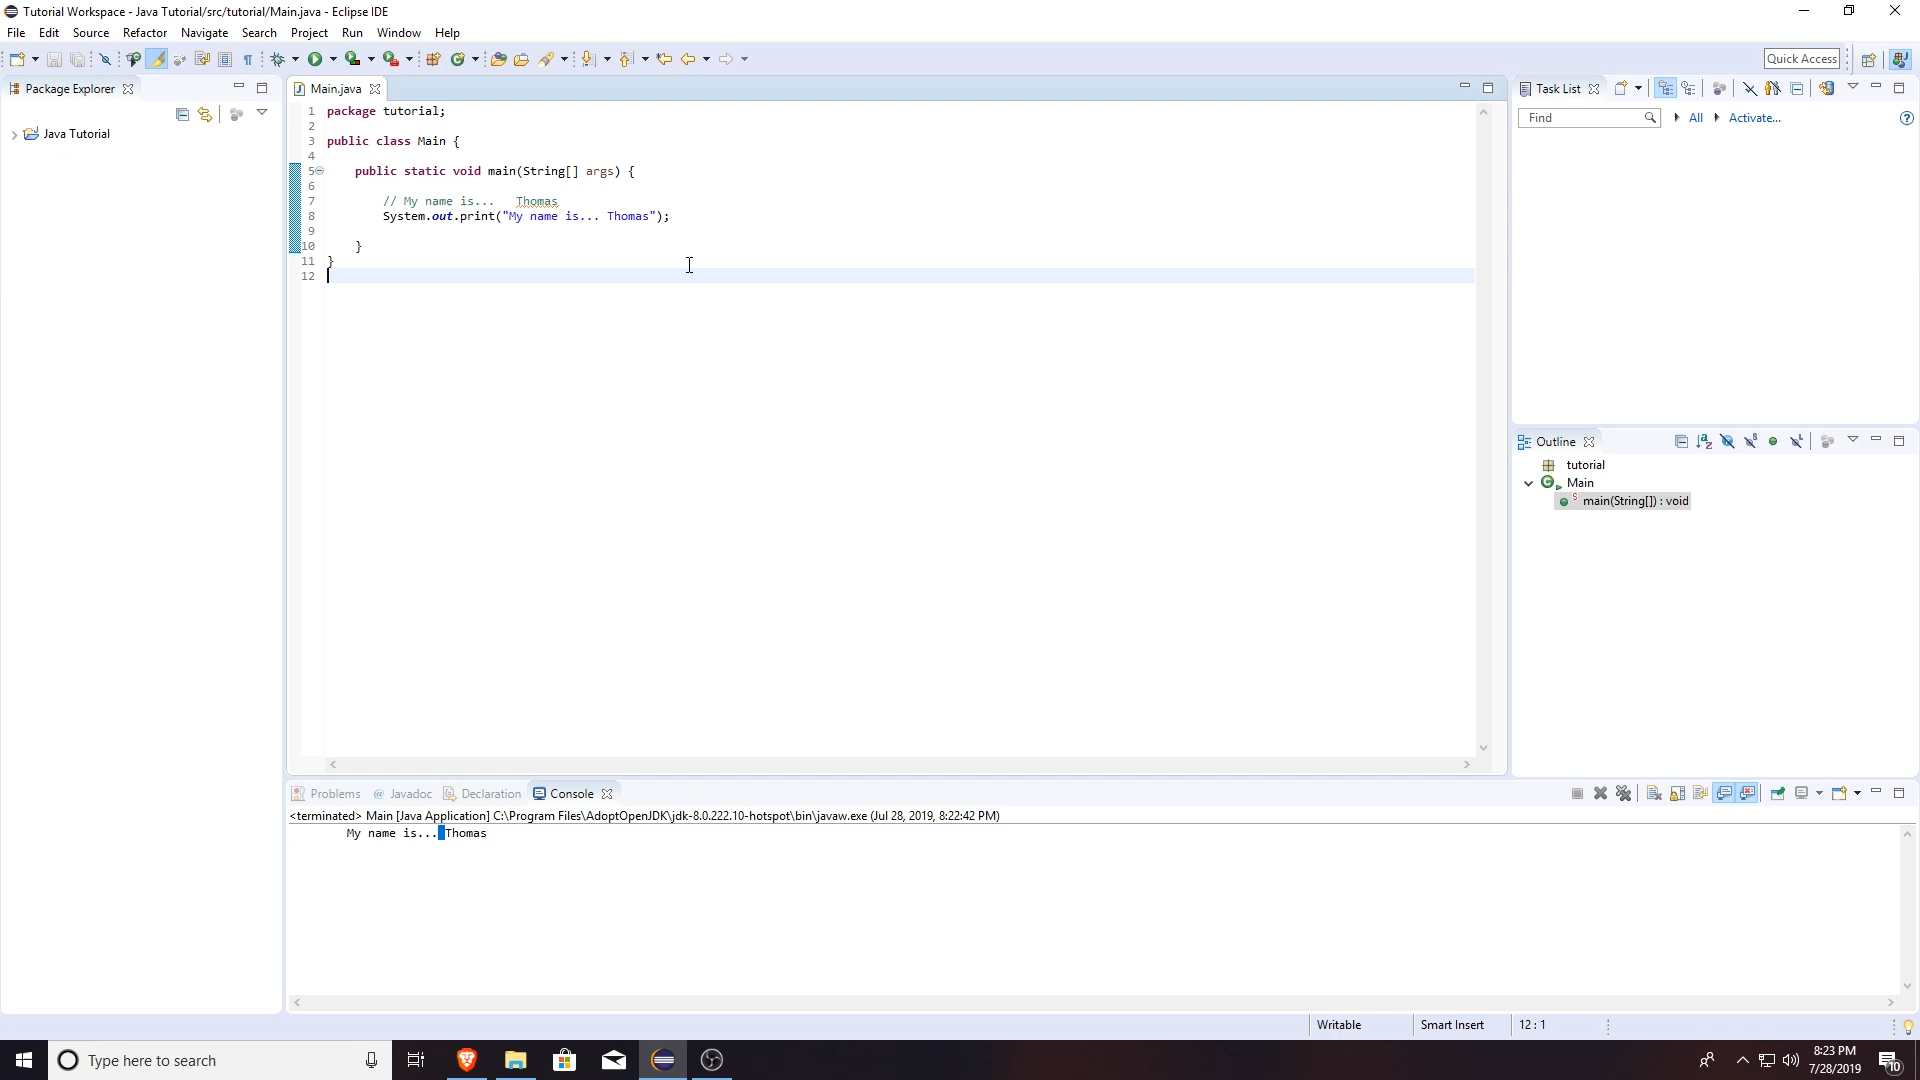 Tutorial Workspace - Java Tutorial/src/tutorial/Main.java - Eclipse IDE
File Edit Source Refactor Navigate Search Project Run Window Help
Quick Access
Package Explorer
Java Tutorial
Main.java
1 package tutorial;
2
3 public class Main {
4
5 public static void main(String[] args) {
6
7 // My name is... Thomas
8 System.out.print("My name is... Thomas");
9
10 }
11 }
12
Task List
Find All Activate...
Outline
tutorial
Main
main(String[]) : void
Problems Javadoc Declaration Console
<terminated> Main [Java Application] C:\Program Files\AdoptOpenJDK\jdk-8.0.222.10-hotspot\bin\javaw.exe (Jul 28, 2019, 8:22:42 PM)
My name is... Thomas
Writable Smart Insert 12 : 1
Type here to search
8:23 PM
7/28/2019
10